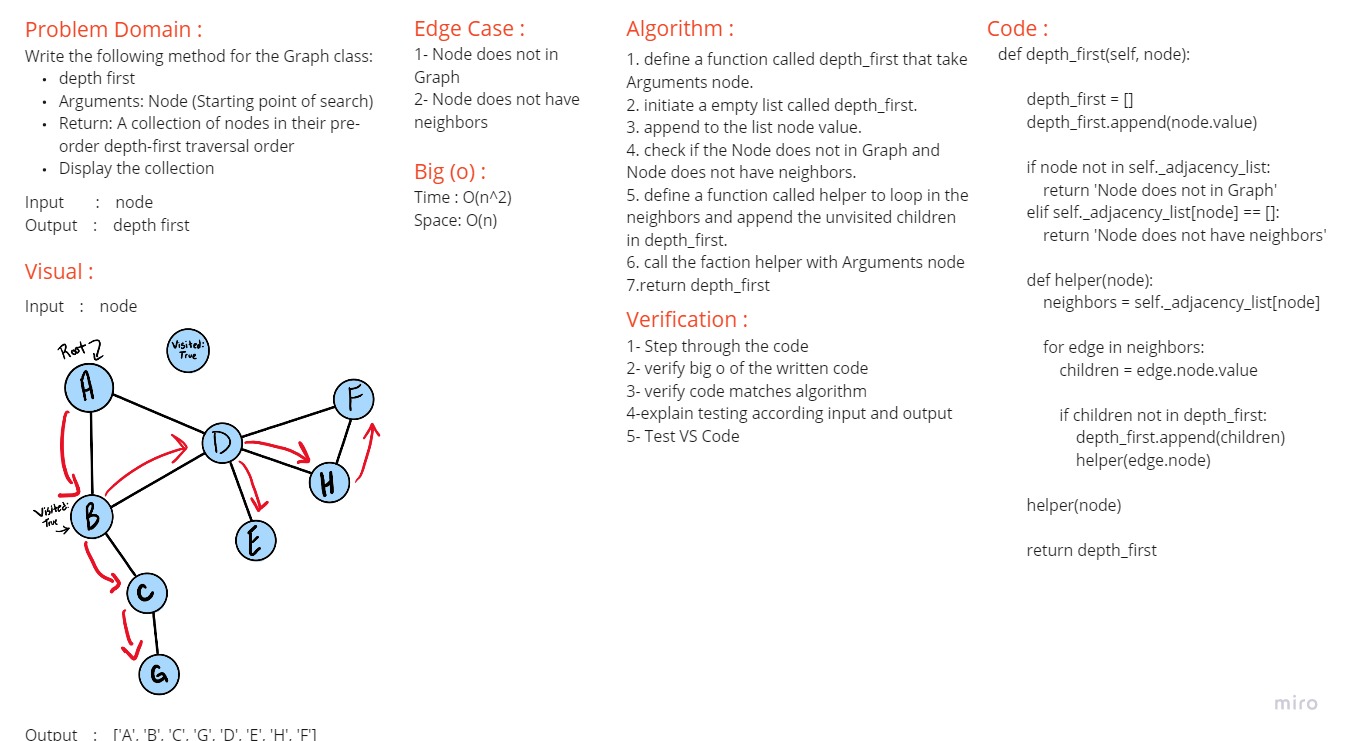 Problem Domain :
Write the following method for the Graph class:
• depth first
• Arguments: Node (Starting point of search)
• Return: A collection of nodes in their pre-
order depth-first traversal order
• Display the collection
Input : node
Output : depth first
Visual :
Input : node
Root
Visited:
True
A
F
D
H
Visited:
True
B
E
C
G
Output : ['A', 'B', 'C', 'G', 'D', 'E', 'H', 'F']
Edge Case :
1- Node does not in
Graph
2- Node does not have
neighbors
Big (o) :
Time : O(n^2)
Space: O(n)
Algorithm :
1. define a function called depth_first that take
Arguments node.
2. initiate a empty list called depth_first.
3. append to the list node value.
4. check if the Node does not in Graph and
Node does not have neighbors.
5. define a function called helper to loop in the
neighbors and append the unvisited children
in depth_first.
6. call the faction helper with Arguments node
7.return depth_first
Verification :
1- Step through the code
2- verify big o of the written code
3- verify code matches algorithm
4-explain testing according input and output
5- Test VS Code
Code :
def depth_first(self, node):
depth_first = []
depth_first.append(node.value)
if node not in self._adjacency_list:
return 'Node does not in Graph'
elif self._adjacency_list[node] == []:
return 'Node does not have neighbors'
def helper(node):
neighbors = self._adjacency_list[node]
for edge in neighbors:
children = edge.node.value
if children not in depth_first:
depth_first.append(children)
helper(edge.node)
helper(node)
return depth_first
miro